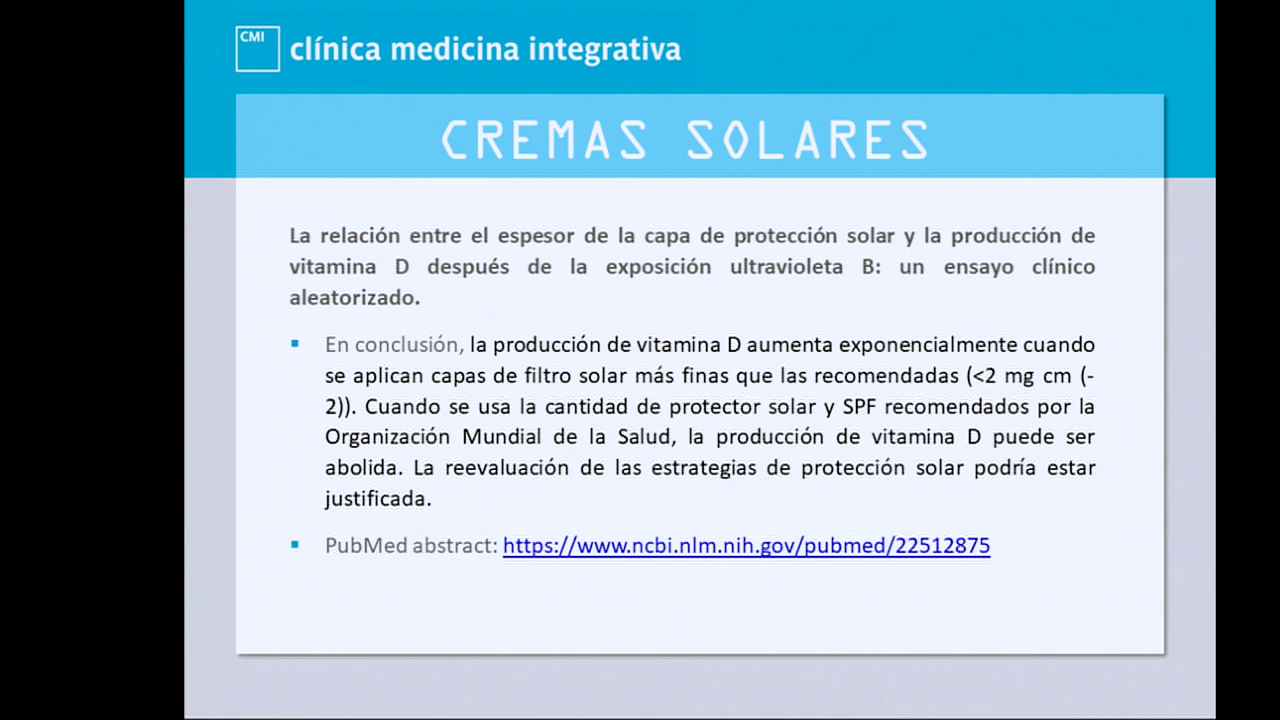 CMI
clínica medicina integrativa
CREMAS SOLARES
La relación entre el espesor de la capa de protección solar y la producción de
vitamina D después de la exposición ultravioleta B: un ensayo clínico
aleatorizado.
▪ En conclusión, la producción de vitamina D aumenta exponencialmente cuando
se aplican capas de filtro solar más finas que las recomendadas (<2 mg cm (-
2)). Cuando se usa la cantidad de protector solar y SPF recomendados por la
Organización Mundial de la Salud, la producción de vitamina D puede ser
abolida. La reevaluación de las estrategias de protección solar podría estar
justificada.
▪ PubMed abstract: https://www.ncbi.nlm.nih.gov/pubmed/22512875